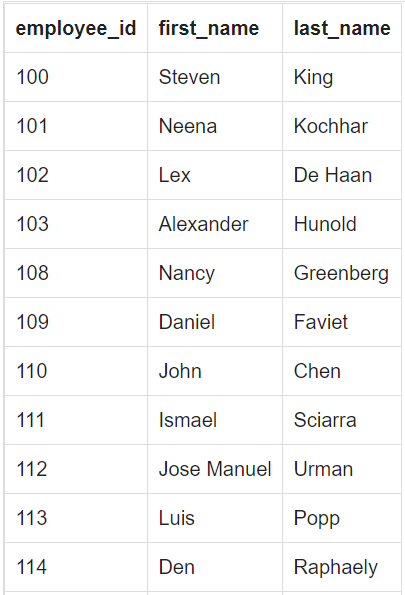 employee_id first_name last_name
100 Steven King
101 Neena Kochhar
102 Lex De Haan
103 Alexander Hunold
108 Nancy Greenberg
109 Daniel Faviet
110 John Chen
111 Ismael Sciarra
112 Jose Manuel Urman
113 Luis Popp
114 Den Raphaely